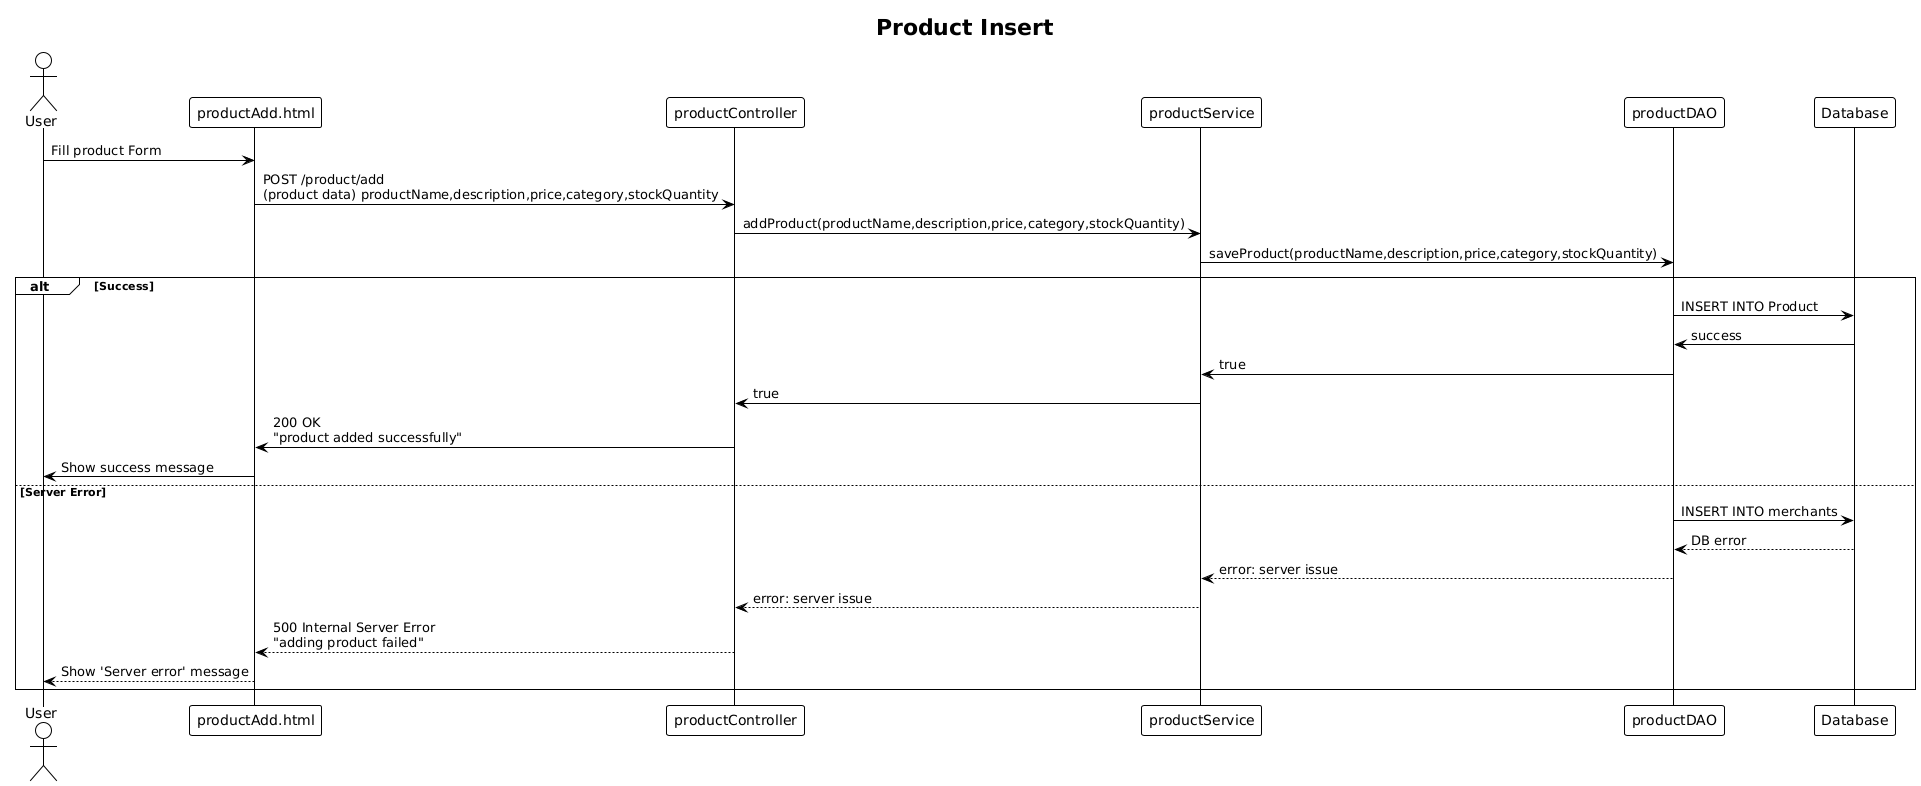 Product Insert
User
productAdd.html
productController
productService
productDAO
Database
Fill product Form
POST /product/add
(product data) productName,description,price,category,stockQuantity
addProduct(productName,description,price,category,stockQuantity)
saveProduct(productName,description,price,category,stockQuantity)
alt
[Success]
INSERT INTO Product
success
true
true
200 OK
"product added successfully"
Show success message
[Server Error]
INSERT INTO merchants
DB error
error: server issue
error: server issue
500 Internal Server Error
"adding product failed"
Show 'Server error' message
User
productAdd.html
productController
productService
productDAO
Database